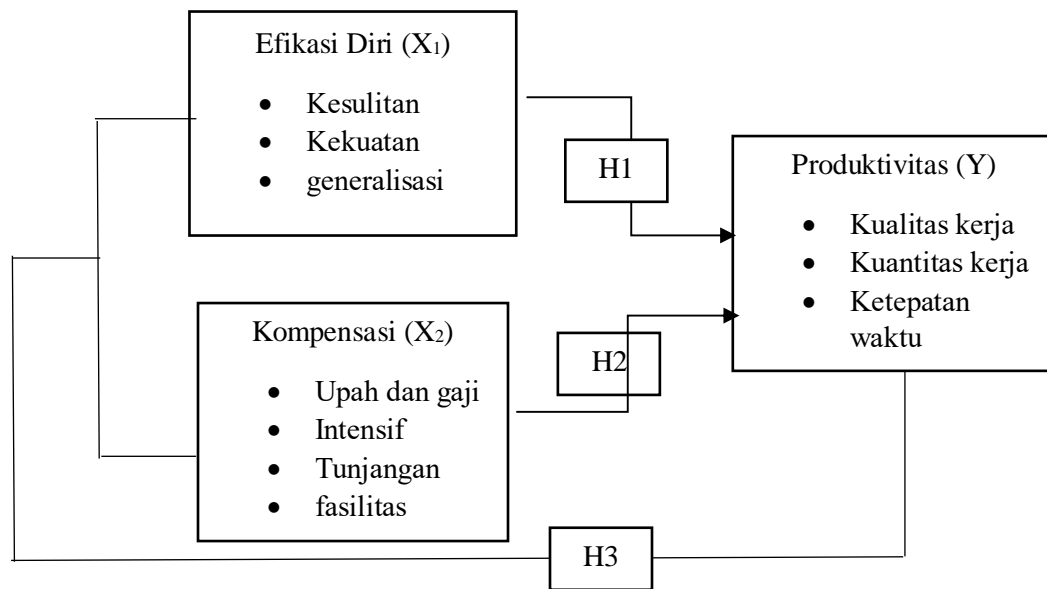 Efikasi Diri (X₁)
• Kesulitan
• Kekuatan
• generalisasi
H1
Produktivitas (Y)
• Kualitas kerja
• Kuantitas kerja
• Ketepatan
waktu
Kompensasi (X₂)
• Upah dan gaji
• Intensif
• Tunjangan
• fasilitas
H2
H3